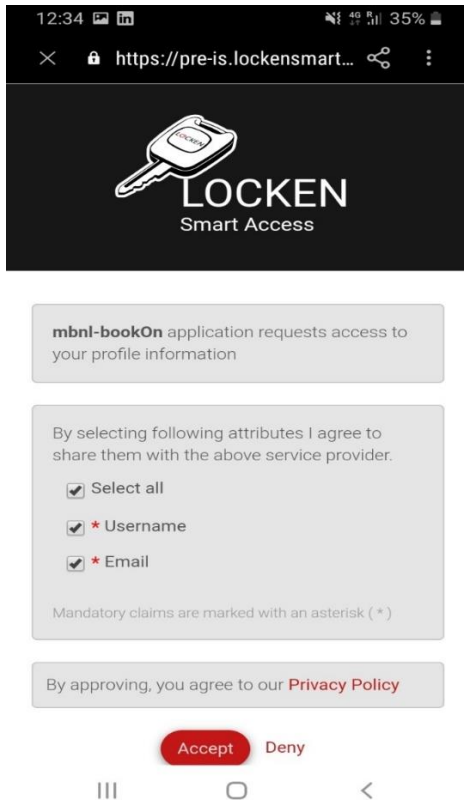 12:34 35%
https://pre-is.lockensmart...
LOCKEN
LOCKEN
Smart Access
mbnl-bookOn application requests access to
your profile information
By selecting following attributes I agree to
share them with the above service provider.
Select all
* Username
* Email
Mandatory claims are marked with an asterisk ( * )
By approving, you agree to our Privacy Policy
Accept Deny